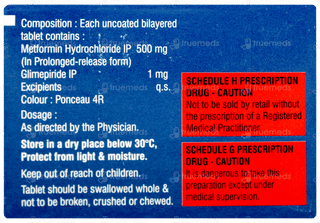 Composition : Each uncoated bilayered
tablet contains :
Metformin Hydrochloride IP 500 mg
(In Prolonged-release form)
Glimepiride IP 1 mg
Excipients q.s.
Colour : Ponceau 4R
Dosage :
As directed by the Physician.
Store in a dry place below 30°C,
Protect from light & moisture.
Keep out of reach of children.
Tablet should be swallowed whole &
not to be broken, crushed or chewed.
SCHEDULE H PRESCRIPTION
DRUG - CAUTION
Not to be sold by retail without
the prescription of a Registered
Medical Practitioner.
SCHEDULE G PRESCRIPTION
DRUG - CAUTION
It is dangerous to take this
preparation except under
medical supervision.
truemeds
truemeds
truemeds